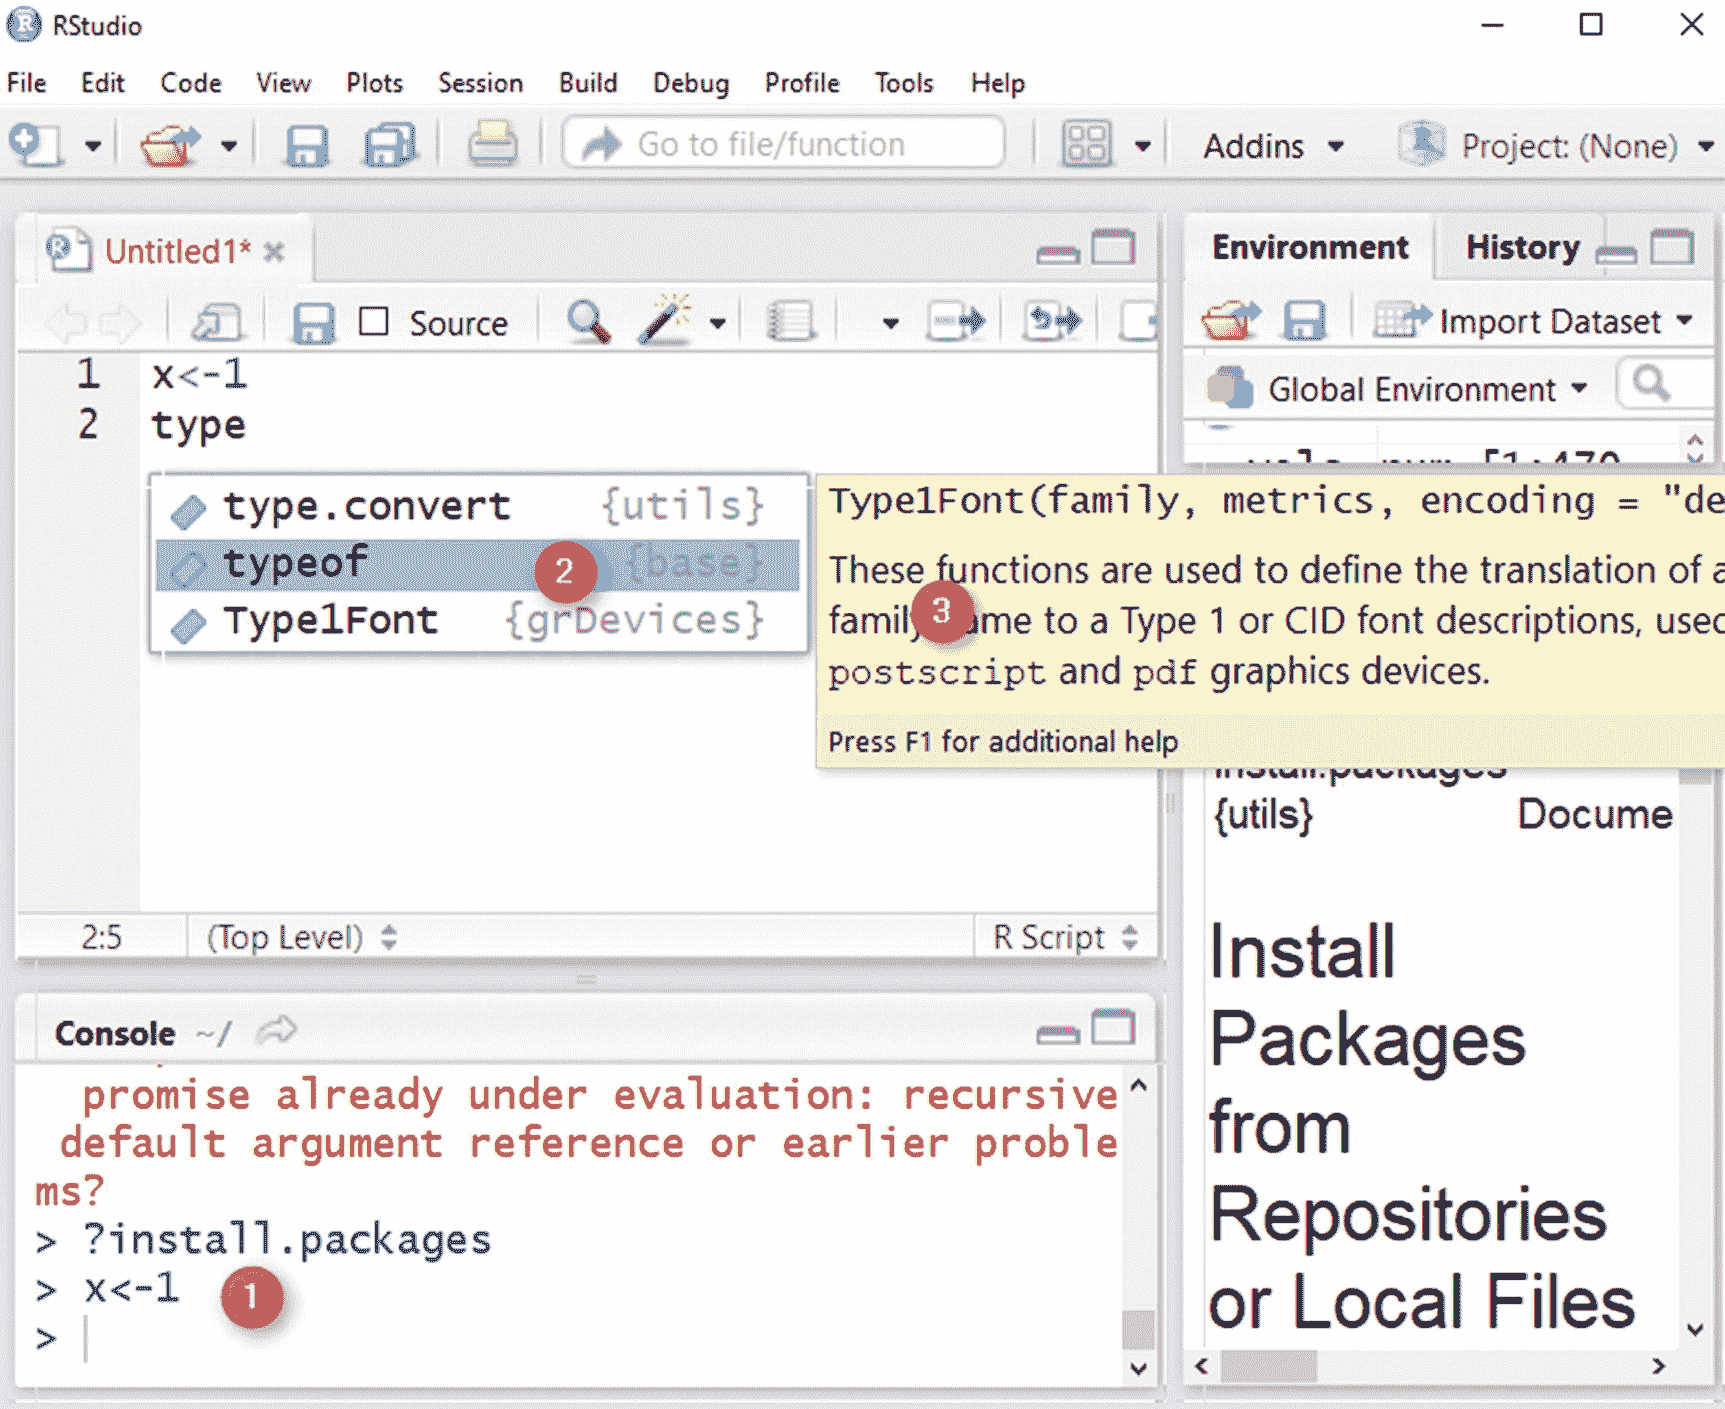 RStudio
File Edit Code View Plots Session Build Debug Profile Tools Help
Go to file/function Addins Project: (None)
Untitled1*
Source
1 x<-1
2 type
type.convert {utils}
typeof {base}
Type1Font {grDevices}
2
Type1Font(family, metrics, encoding = "de
These functions are used to define the translation of a
family name to a Type 1 or CID font descriptions, used
postscript and pdf graphics devices.
Press F1 for additional help
3
2:5 (Top Level) R Script
Console ~/
promise already under evaluation: recursive
default argument reference or earlier proble
ms?
> ?install.packages
> x<-1
>
1
Environment History
Import Dataset
Global Environment
install.packages
{utils} Docume
Install
Packages
from
Repositories
or Local Files